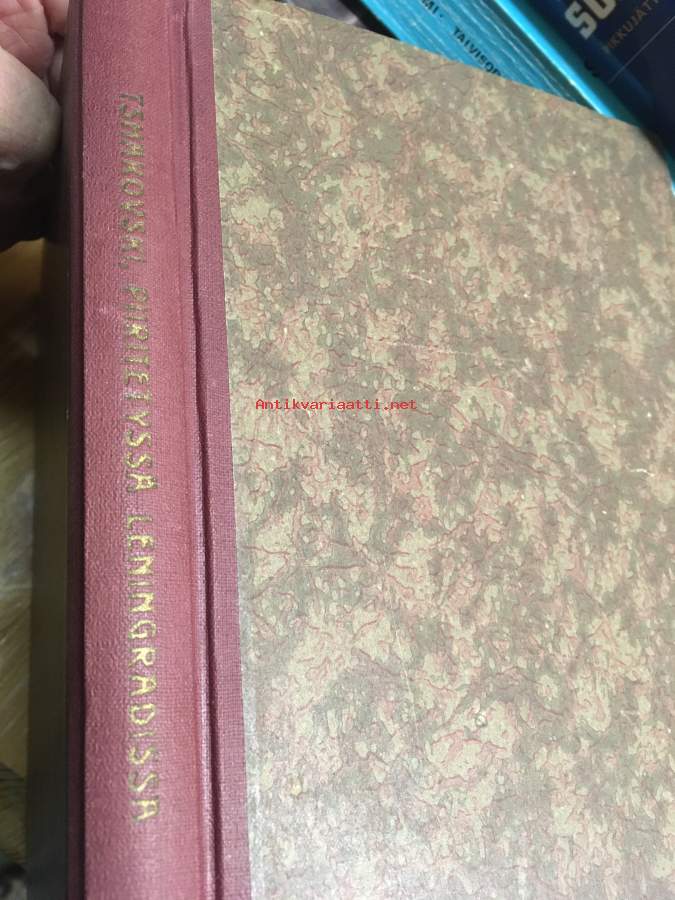 TSHAKOVSKI, PIIRITETYSSÄ LENINGRADISSA
Antikvariaatti.net